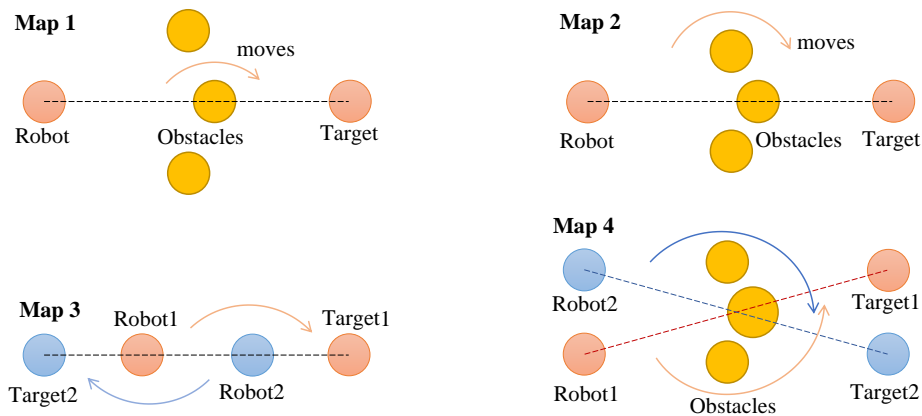 Map 1
moves
Robot
Obstacles
Target
Map 2
moves
Robot
Obstacles
Target
Map 3
Robot1
Target1
Target2
Robot2
Map 4
Robot2
Target1
Robot1
Target2
Obstacles